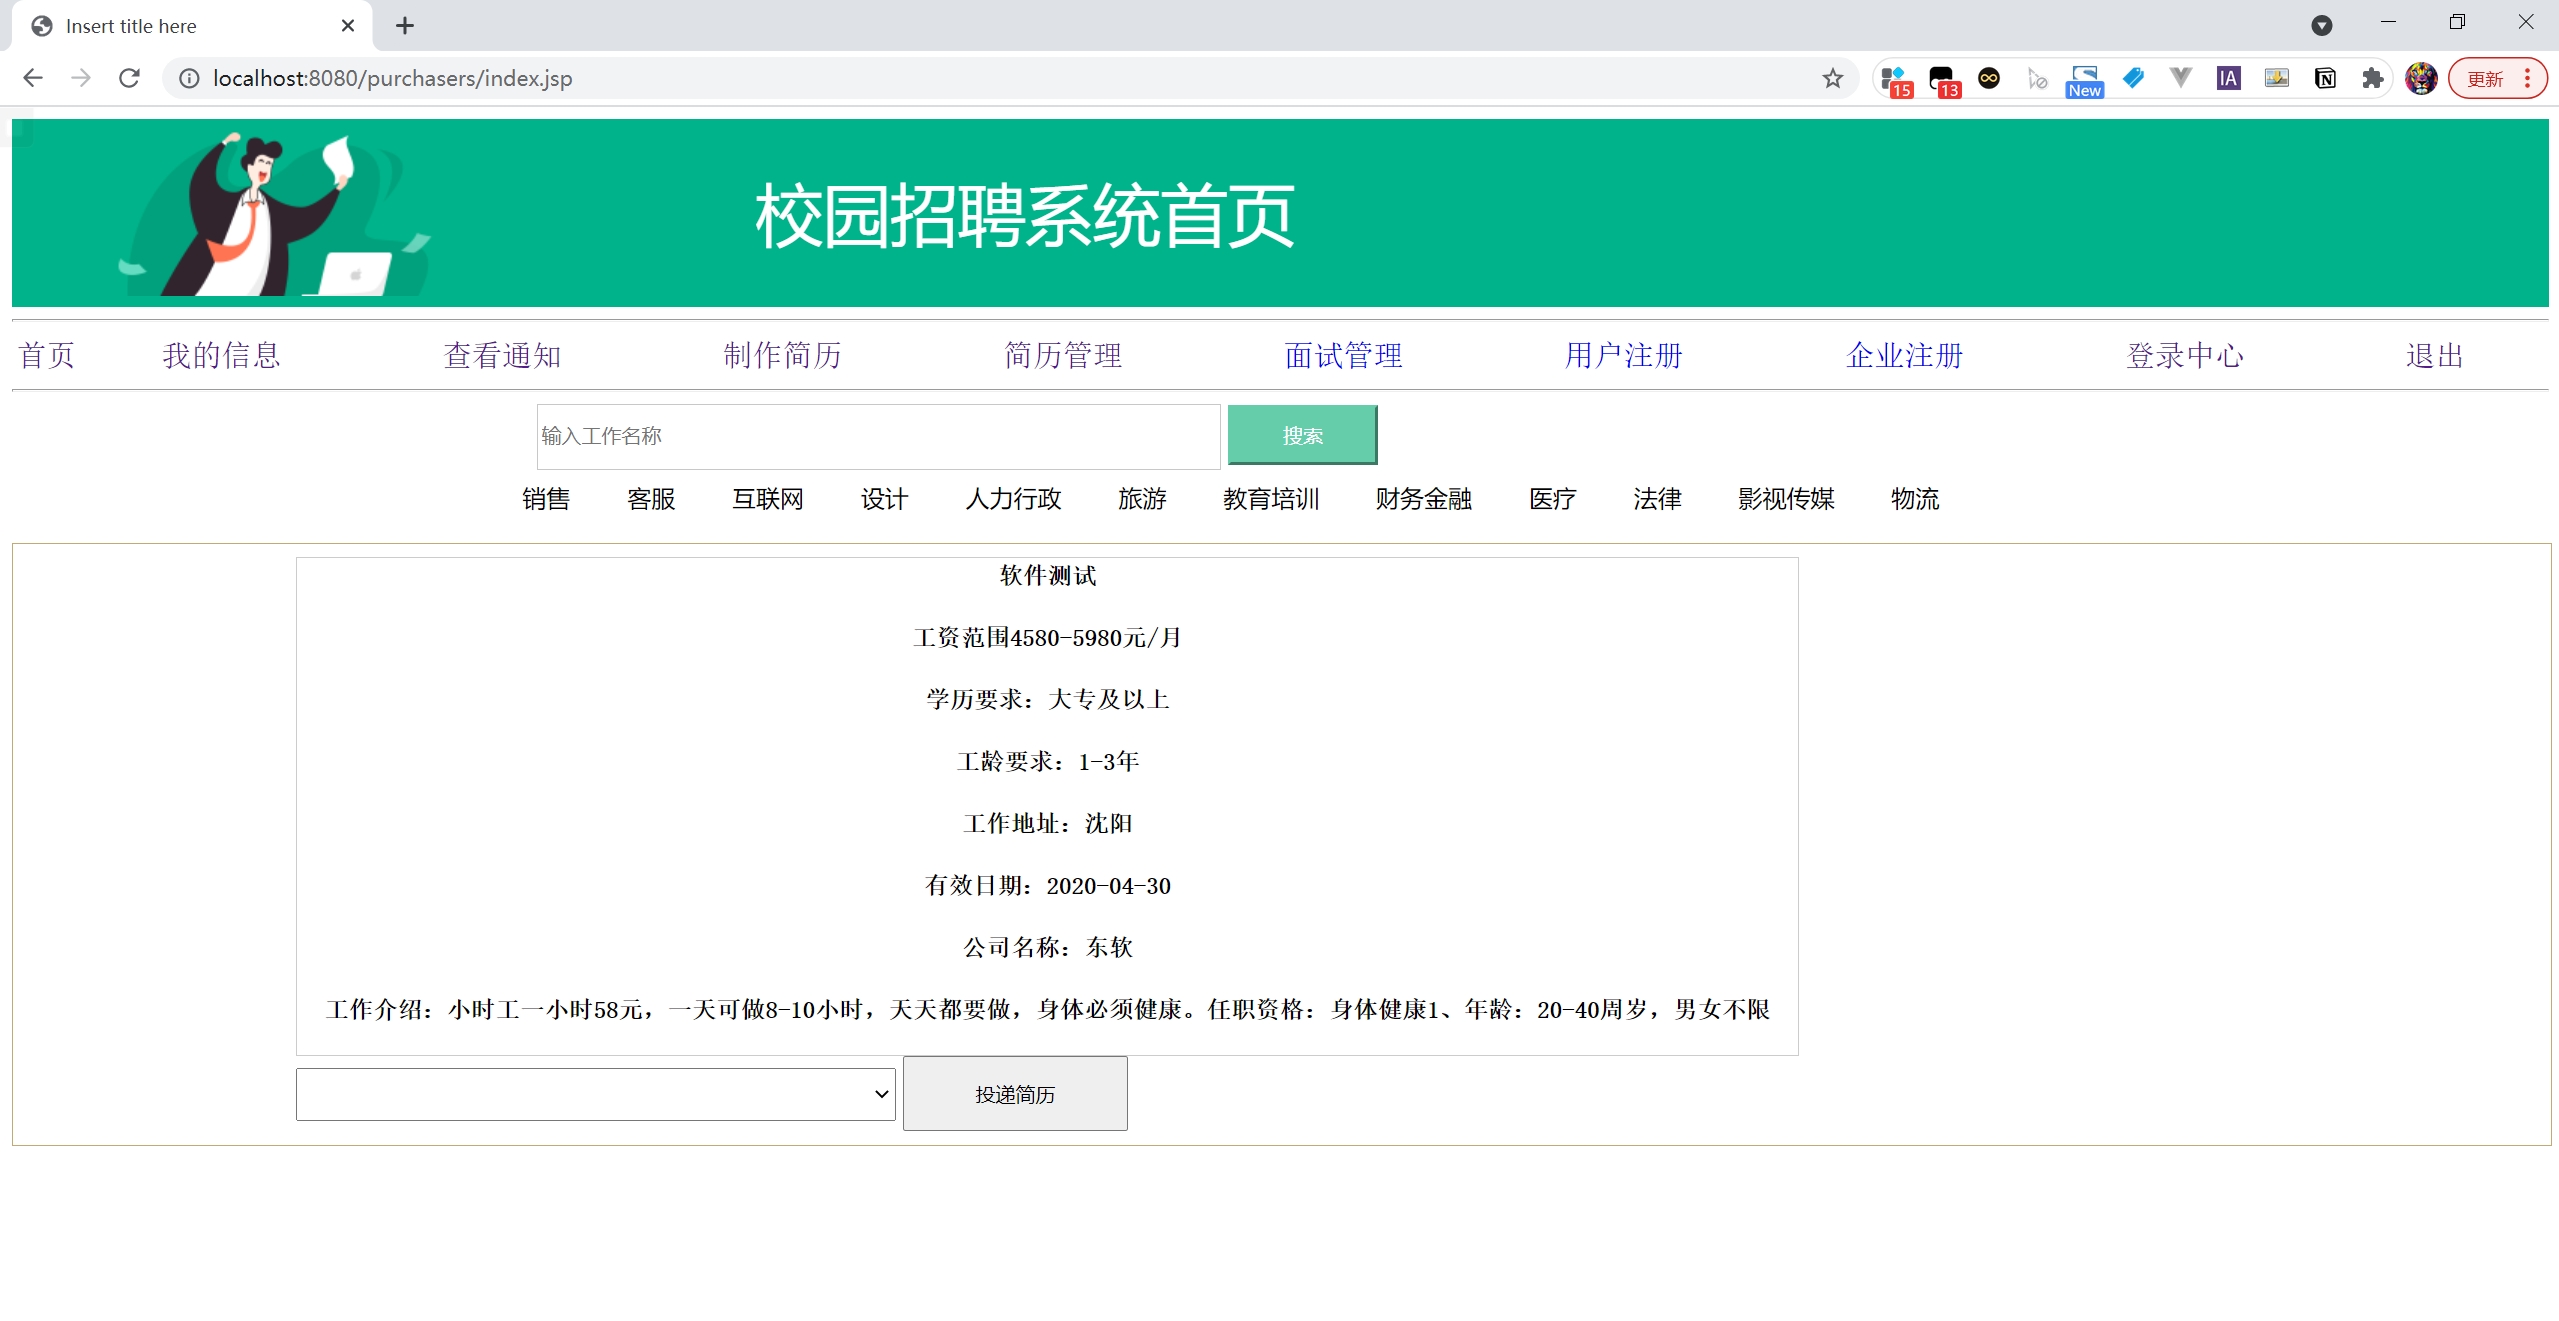 Insert title here
localhost:8080/purchasers/index.jsp
15 13 New IA N 更新
校园招聘系统首页
首页 我的信息 查看通知 制作简历 简历管理 面试管理 用户注册 企业注册 登录中心 退出
输入工作名称 搜索
销售 客服 互联网 设计 人力行政 旅游 教育培训 财务金融 医疗 法律 影视传媒 物流
软件测试
工资范围4580-5980元/月
学历要求：大专及以上
工龄要求：1-3年
工作地址：沈阳
有效日期：2020-04-30
公司名称：东软
工作介绍：小时工一小时58元，一天可做8-10小时，天天都要做，身体必须健康。任职资格：身体健康1、年龄：20-40周岁，男女不限
投递简历